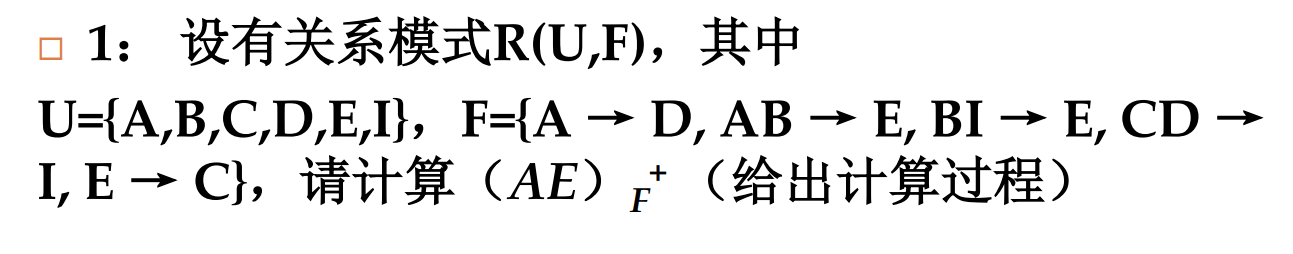 □ 1： 设有关系模式R(U,F)，其中
U={A,B,C,D,E,I}，F={A → D, AB → E, BI → E, CD →
I, E → C}，请计算（AE）F+（给出计算过程）